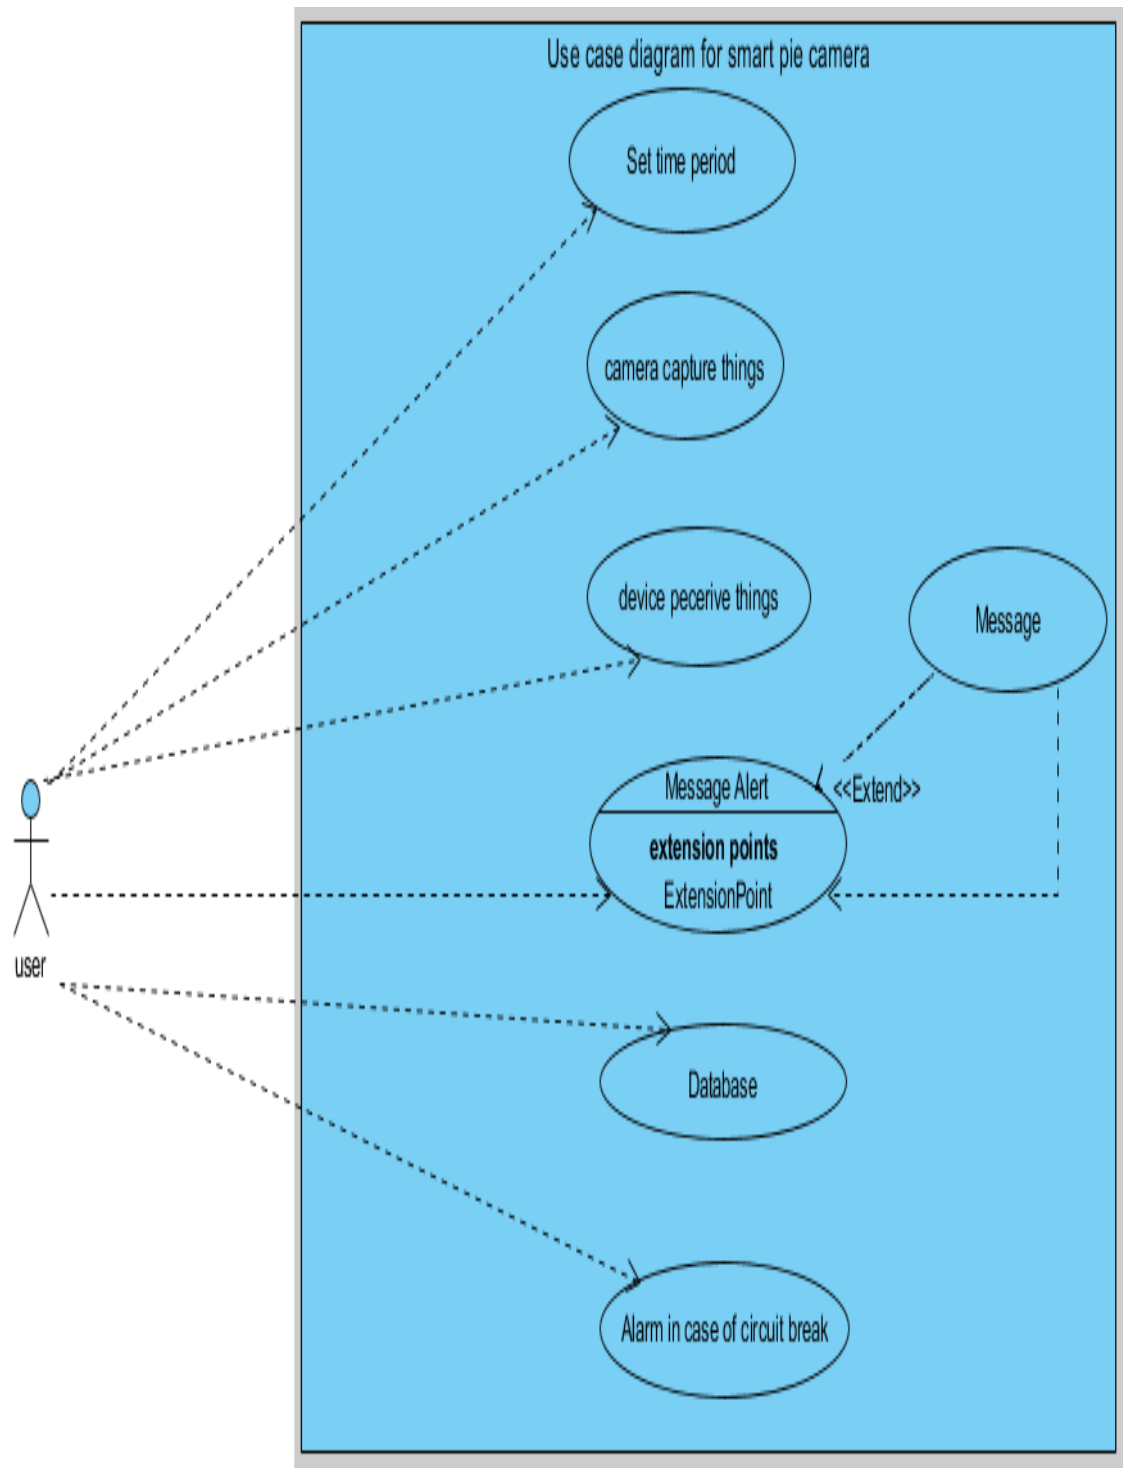 Use case diagram for smart pie camera
Set time period
camera capture things
device pecerive things
Message
Message Alert
<<Extend>>
extension points
ExtensionPoint
user
Database
Alarm in case of circuit break